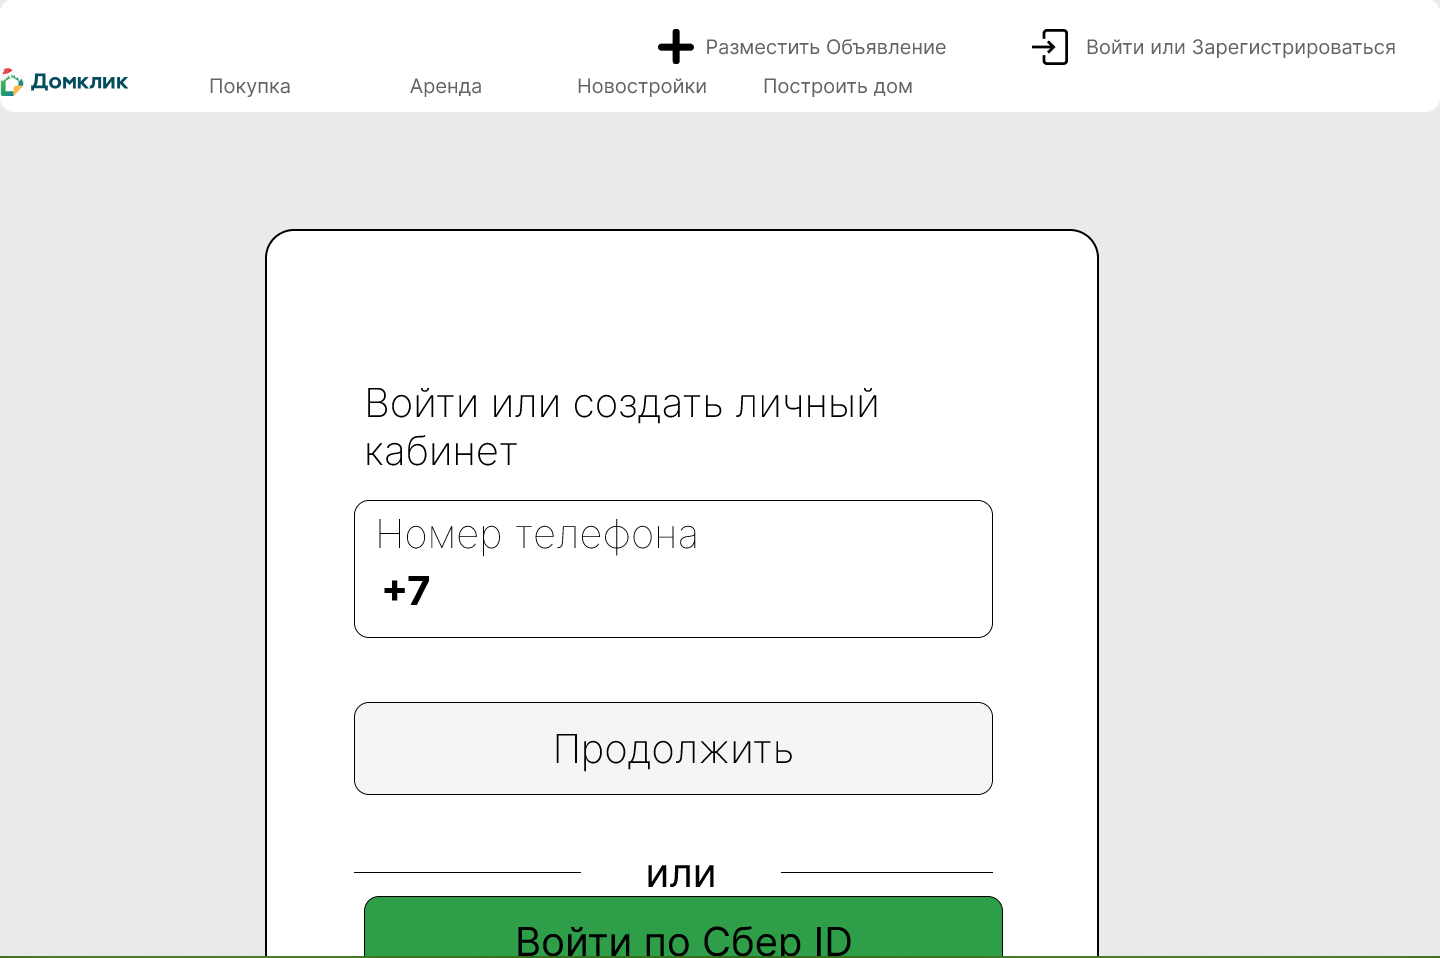 Разместить Объявление
Войти или Зарегистрироваться
Домклик
Покупка
Аренда
Новостройки
Построить дом
Войти или создать личный
кабинет
Номер телефона
+7
Продолжить
или
Войти по Сбер ID